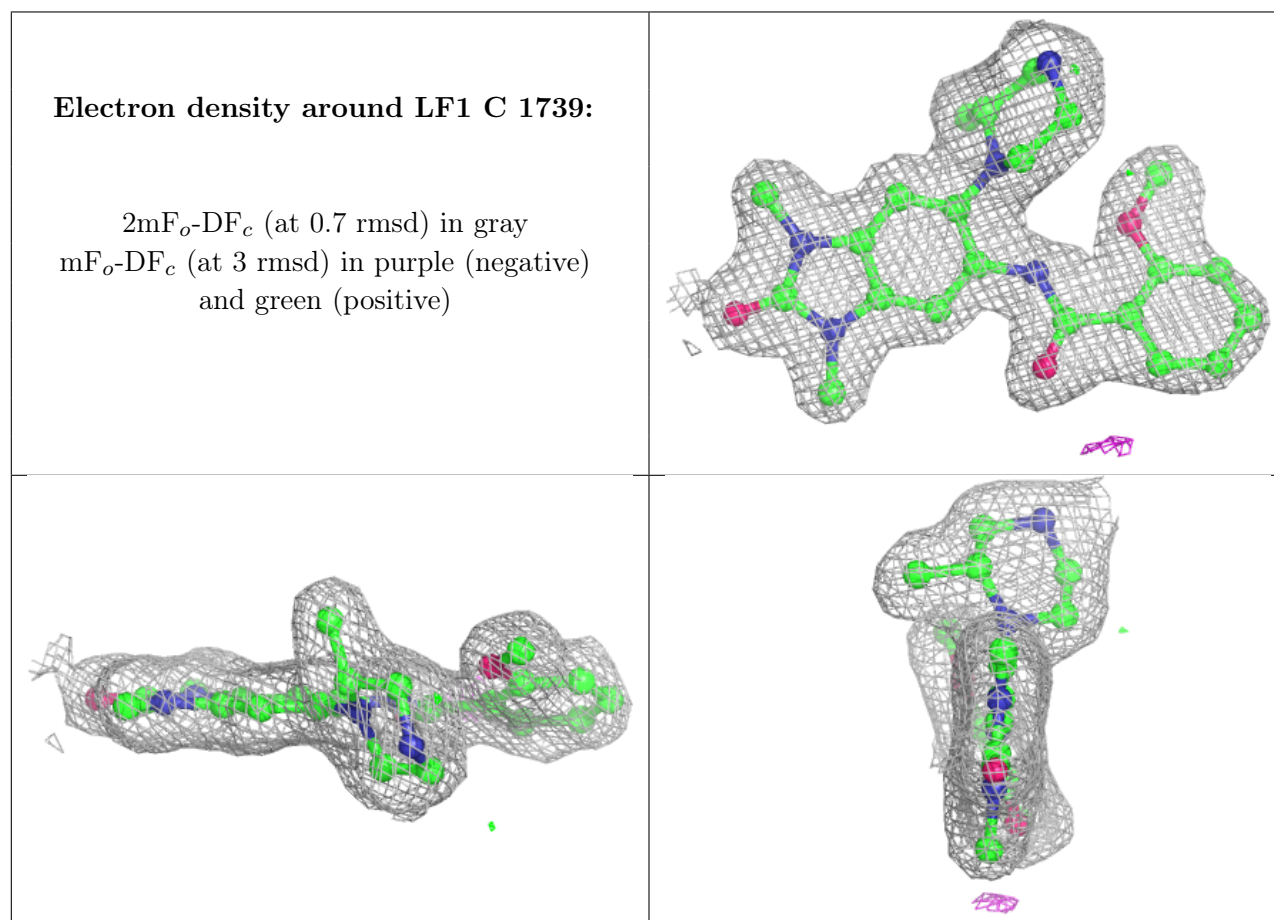 Electron density around LF1 C 1739:
2mFo-DFc (at 0.7 rmsd) in gray
mFo-DFc (at 3 rmsd) in purple (negative)
and green (positive)